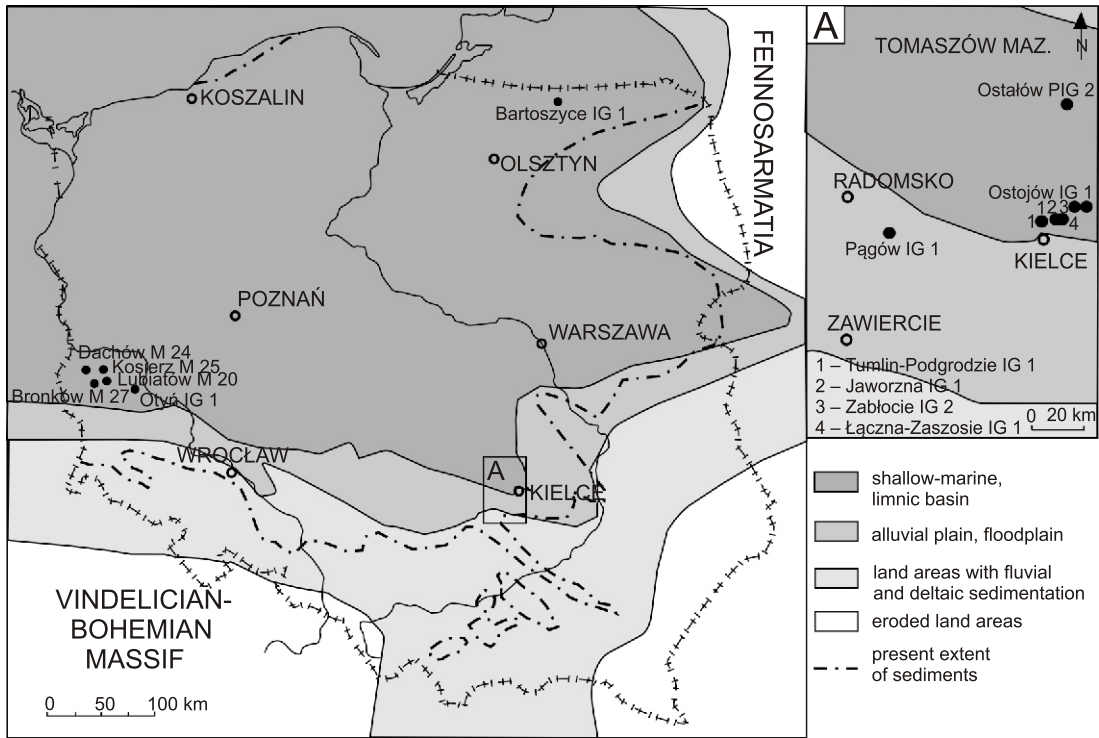 KOSZALIN
Bartoszyce IG 1
OLSZTYN
FENNOSARMATIA
POZNAŃ
WARSZAWA
Dachów M 24
Kosierz M 25
Lubiatów M 20
Bronków M 27
Otyń IG 1
WROCŁAW
A
KIELCE
VINDELICIAN-
BOHEMIAN
MASSIF
0 50 100 km
A
N
TOMASZÓW MAZ.
Ostałów PIG 2
RADOMSKO
Ostojów IG 1
123
1 4
Pągów IG 1
KIELCE
ZAWIERCIE
1 – Tumlin-Podgrodzie IG 1
2 – Jaworzna IG 1
3 – Zabłocie IG 2
4 – Łączna-Zaszosie IG 1
0 20 km
shallow-marine,
limnic basin
alluvial plain, floodplain
land areas with fluvial
and deltaic sedimentation
eroded land areas
present extent
of sediments